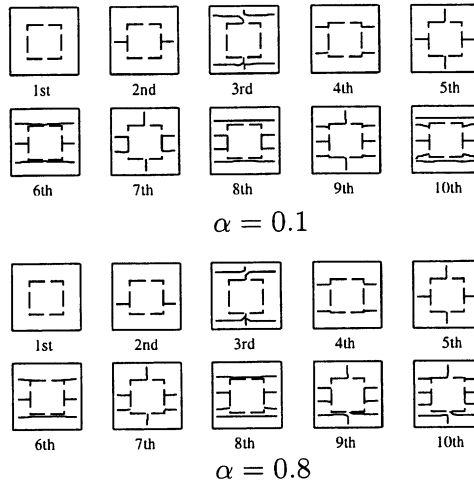 1st 2nd 3rd 4th 5th
6th 7th 8th 9th 10th
α = 0.1
1st 2nd 3rd 4th 5th
6th 7th 8th 9th 10th
α = 0.8